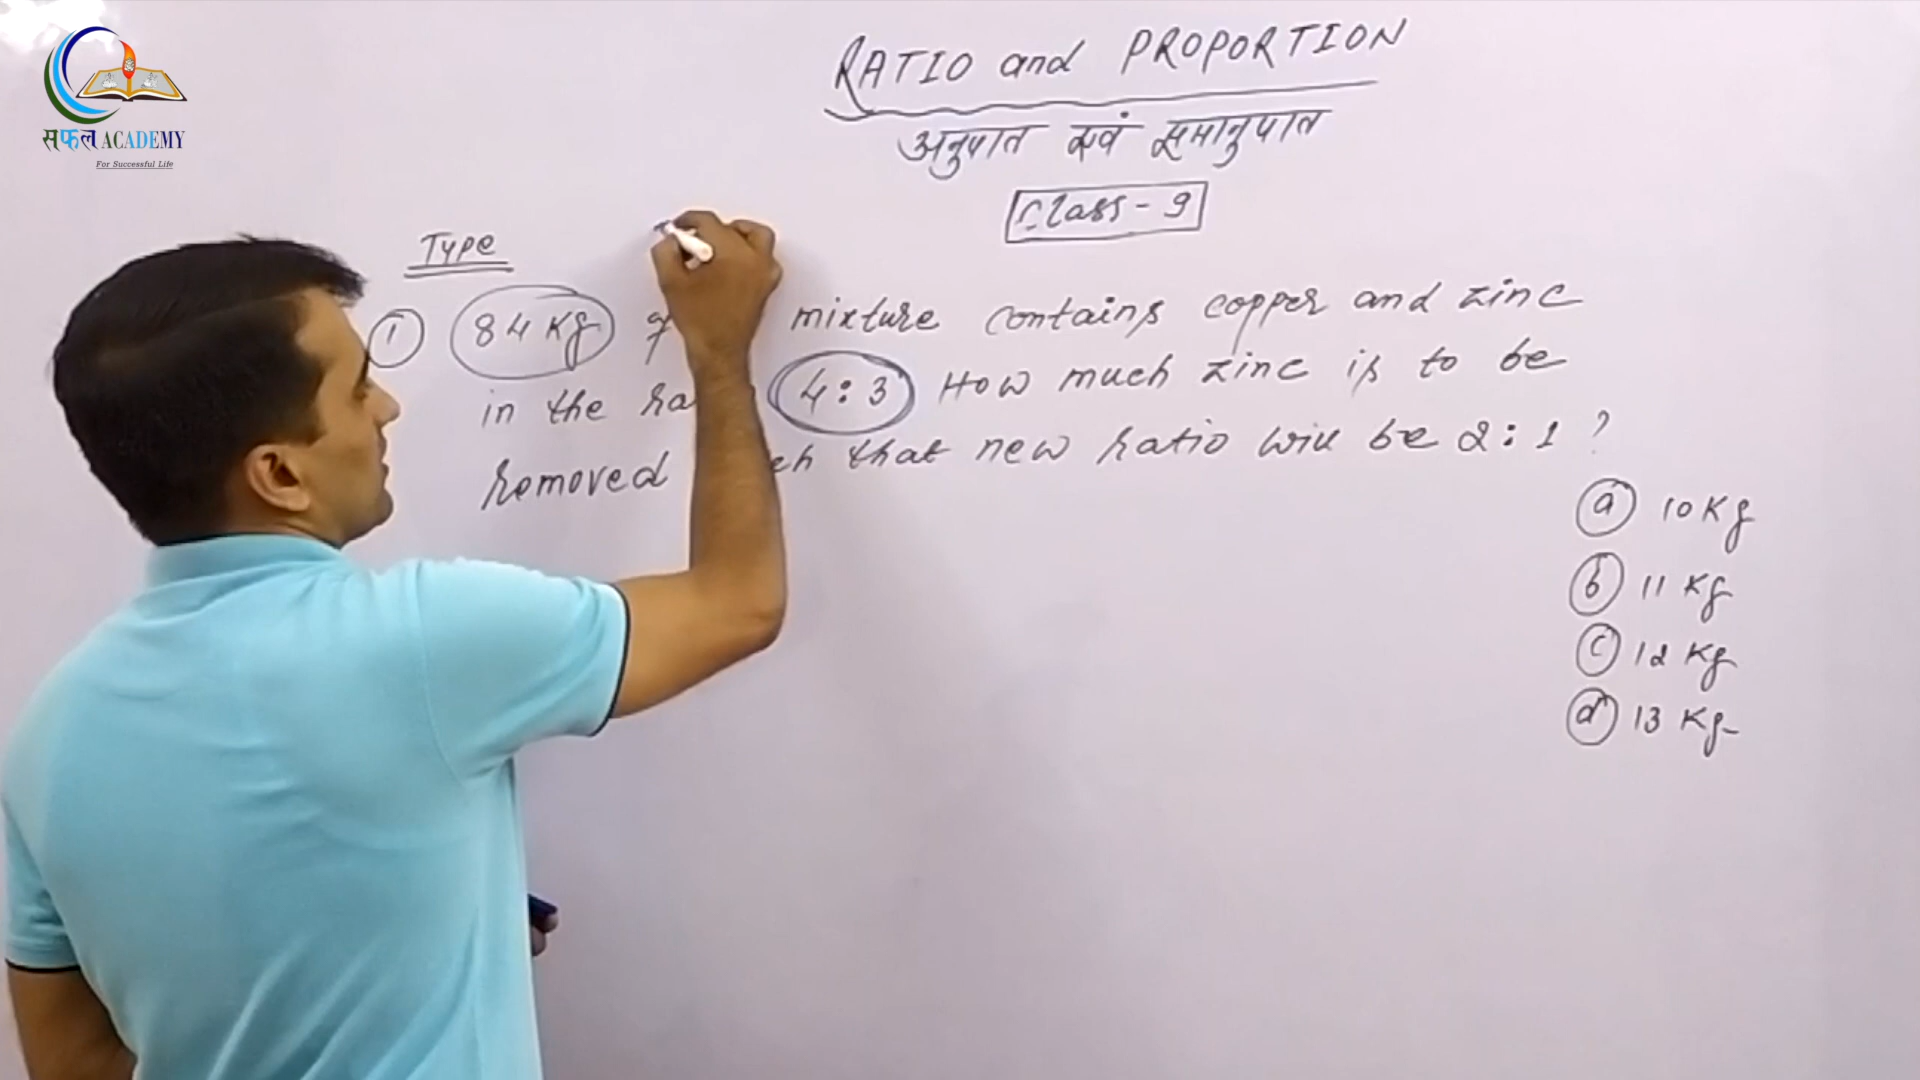 सफल ACADEMY
For Successful Life
RATIO and PROPORTION
अनुपात एवं समानुपात
Class - 9
Type
1 84 Kg mixture contains copper and zinc
in the 4:3 How much zinc is to be
removed that new ratio will be 2:1 ?
a 10 Kg
b 11 Kg
c 12 Kg
d 13 Kg